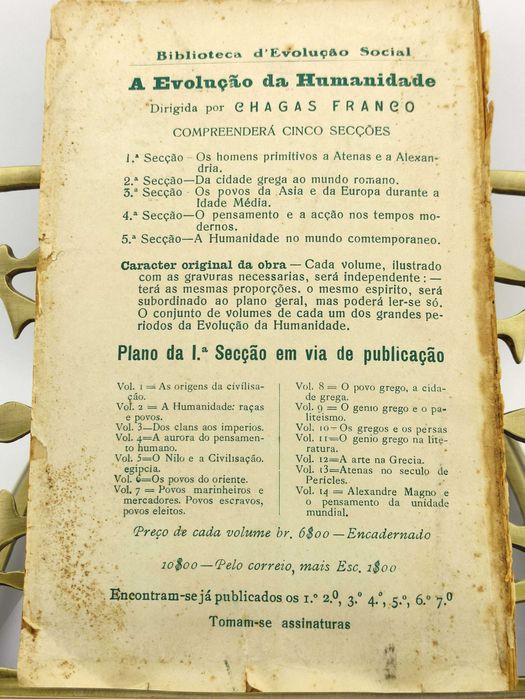 Biblioteca d'Evolução Social
A Evolução da Humanidade
Dirigida por CHAGAS FRANCO
COMPREENDERÁ CINCO SECÇÕES
1.ª Secção - Os homens primitivos a Atenas e a Alexan-
dria.
2.ª Secção—Da cidade grega ao mundo romano.
3.ª Secção - Os povos da Asia e da Europa durante a
Idade Média.
4.ª Secção—O pensamento e a acção nos tempos mo-
dernos.
5.ª Secção—A Humanidade no mundo comtemporaneo.
Caracter original da obra — Cada volume, ilustrado
com as gravuras necessarias, será independente : —
terá as mesmas proporções. o mesmo espirito, será
subordinado ao plano geral, mas poderá ler-se só.
O conjunto de volumes de cada um dos grandes pe-
riodos da Evolução da Humanidade.
Plano da I.ª Secção em via de publicação
Vol. 1 = As origens da civilisa-
ção.
Vol. 2 = A Humanidade: raças
e povos.
Vol. 3—Dos clans aos imperios.
Vol. 4=A aurora do pensamen-
to humano.
Vol. 5=O Nilo e a Civilisação.
egipcia.
Vol. 6=Os povos do oriente.
Vol. 7 = Povos marinheiros e
mercadores. Povos escravos,
povos eleitos.
Vol. 8 = O povo grego, a cida-
de grega.
Vol. 9 = O genio grego e o pa-
liteismo.
Vol. 10—Os gregos e os persas
Vol. 11=O genio grego na lite-
ratura.
Vol. 12=A arte na Grecia.
Vol. 13=Atenas no seculo de
Pericles.
Vol. 14 = Alexandre Magno e
o pensamento da unidade
mundial.
Preço de cada volume br. 6$00—Encadernado
10$00—Pelo correio, mais Esc. 1$00
Encontram-se já publicados os 1.º 2.º, 3.º 4.º, 5.º, 6.º 7.º
Tomam-se assinaturas